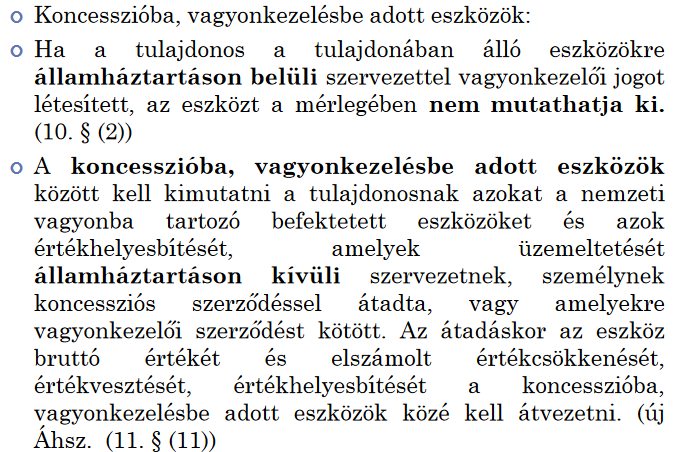 Koncesszióba, vagyonkezelésbe adott eszközök:
Ha a tulajdonos a tulajdonában álló eszközökre
államháztartáson belüli szervezettel vagyonkezelői jogot
létesített, az eszközt a mérlegében nem mutathatja ki.
(10. § (2))
A koncesszióba, vagyonkezelésbe adott eszközök
között kell kimutatni a tulajdonosnak azokat a nemzeti
vagyonba tartozó befektetett eszközöket és azok
értékhelyesbítését, amelyek üzemeltetését
államháztartáson kívüli szervezetnek, személynek
koncessziós szerződéssel átadta, vagy amelyekre
vagyonkezelői szerződést kötött. Az átadáskor az eszköz
bruttó értékét és elszámolt értékcsökkenését,
értékvesztését, értékhelyesbítését a koncesszióba,
vagyonkezelésbe adott eszközök közé kell átvezetni. (új
Áhsz. (11. § (11))